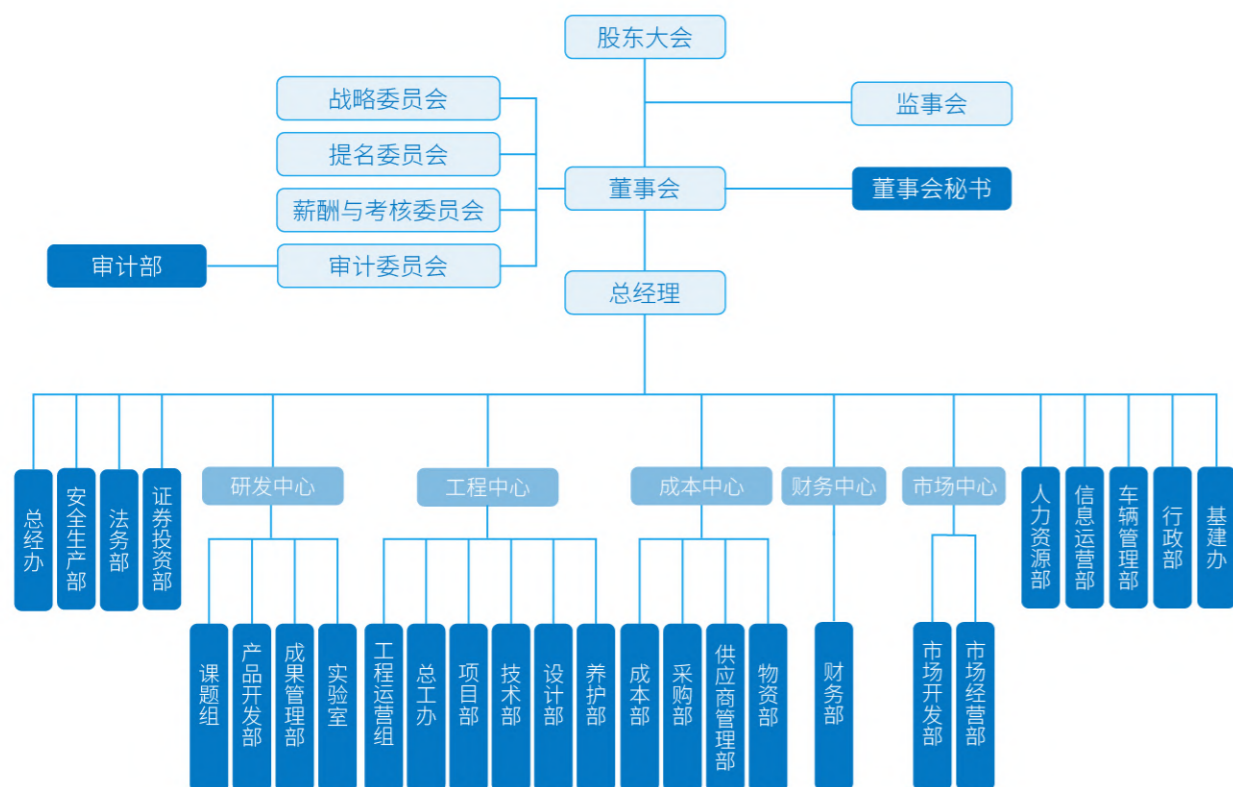 股东大会
战略委员会
监事会
提名委员会
董事会
董事会秘书
薪酬与考核委员会
审计部
审计委员会
总经理
总经办
安全生产部
法务部
证券投资部
研发中心
工程中心
成本中心
财务中心
市场中心
人力资源部
信息运营部
车辆管理部
行政部
基建办
课题组
产品开发部
成果管理部
实验室
工程运营组
总工办
项目部
技术部
设计部
养护部
成本部
采购部
供应商管理部
物资部
财务部
市场开发部
市场经营部